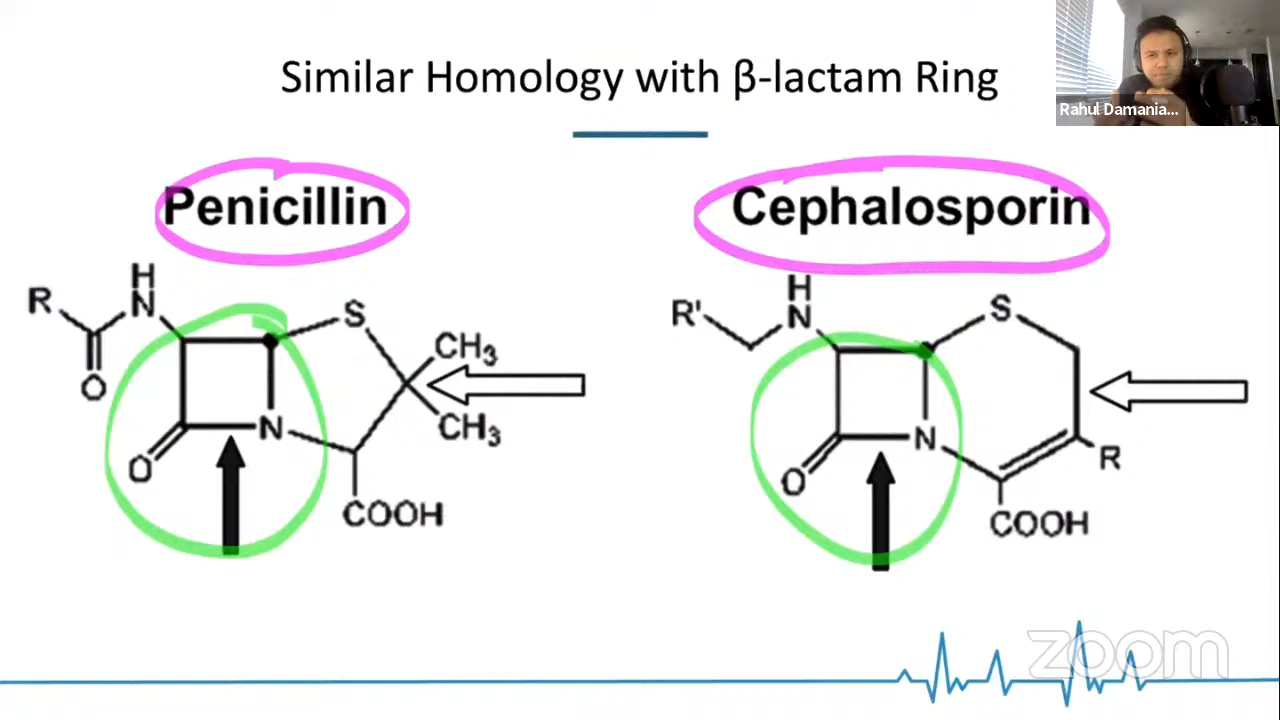 Similar Homology with β-lactam Ring
Rahul Damania...
Penicillin
Cephalosporin
H
N
R
O
S
CH₃
CH₃
N
O
COOH
H
N
R'
S
N
O
R
COOH
zoom